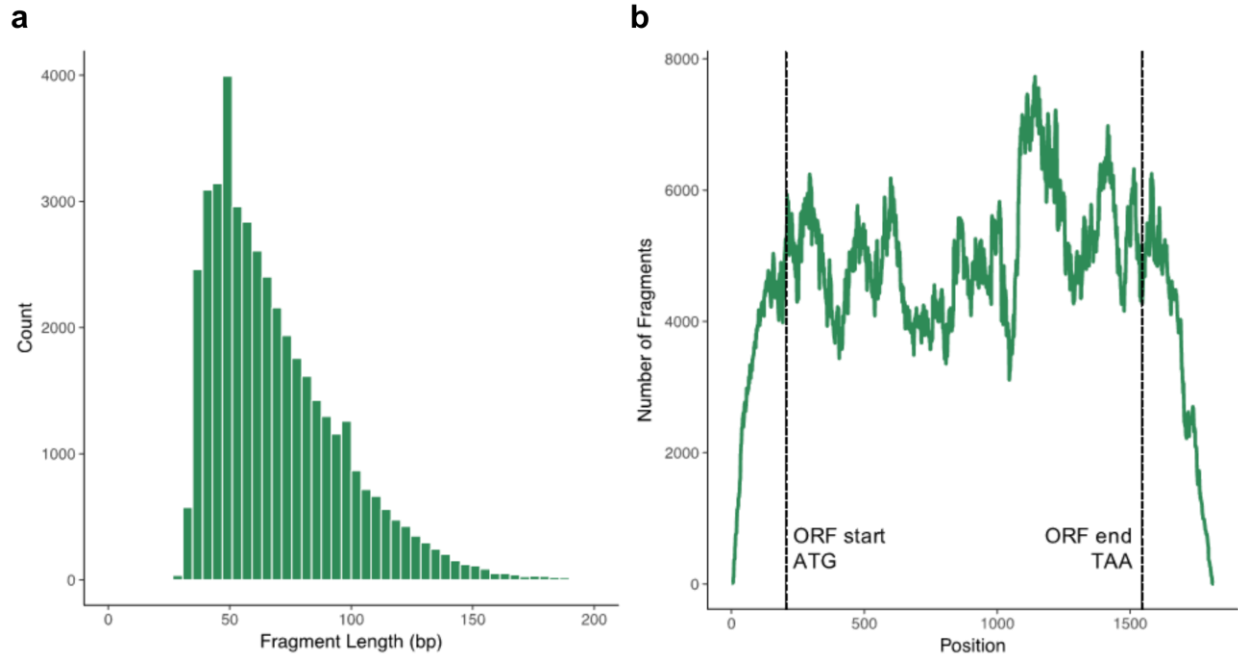 a
4000
3000
2000
1000
0
Count
0 50 100 150 200
Fragment Length (bp)
b
8000
6000
4000
2000
0
Number of Fragments
ORF start
ATG
ORF end
TAA
0 500 1000 1500
Position